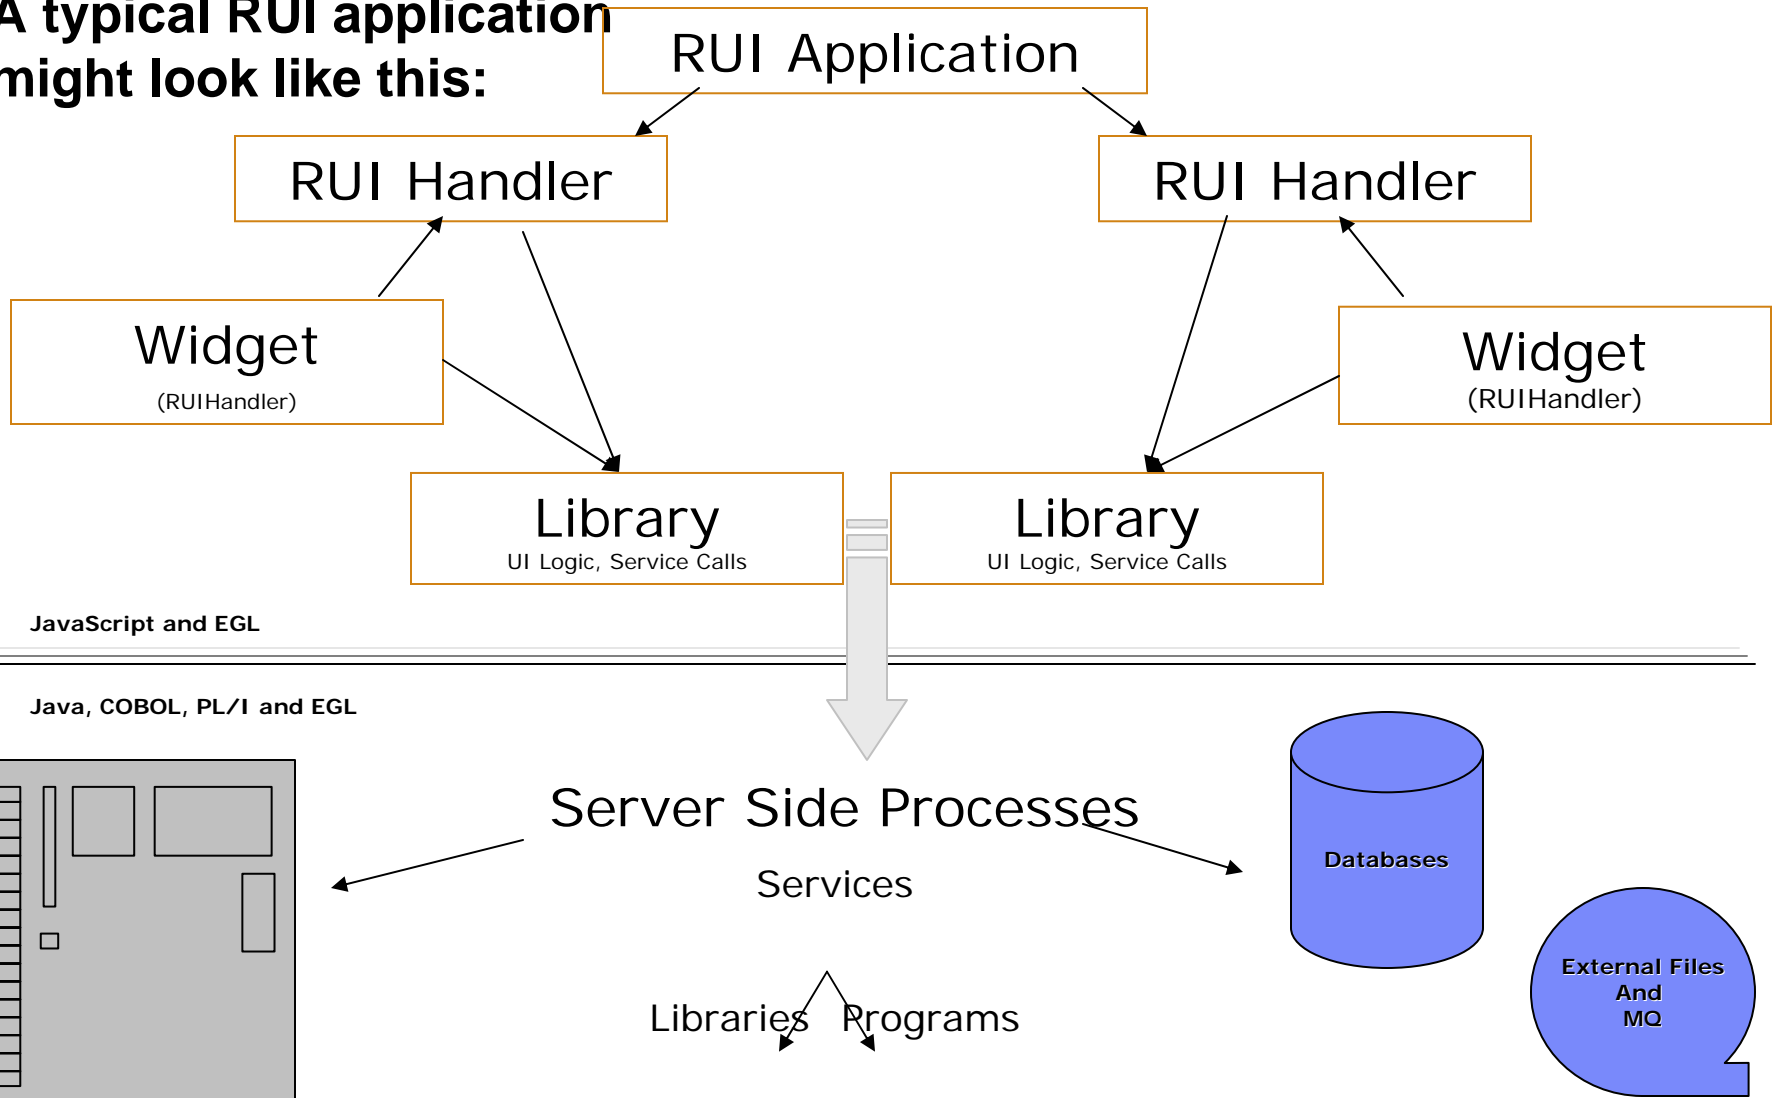 A typical RUI application
might look like this:
RUI Application
RUI Handler
RUI Handler
Widget
(RUIHandler)
Widget
(RUIHandler)
Library
UI Logic, Service Calls
Library
UI Logic, Service Calls
JavaScript and EGL
Java, COBOL, PL/I and EGL
Server Side Processes
Services
Libraries Programs
Databases
External Files
And
MQ